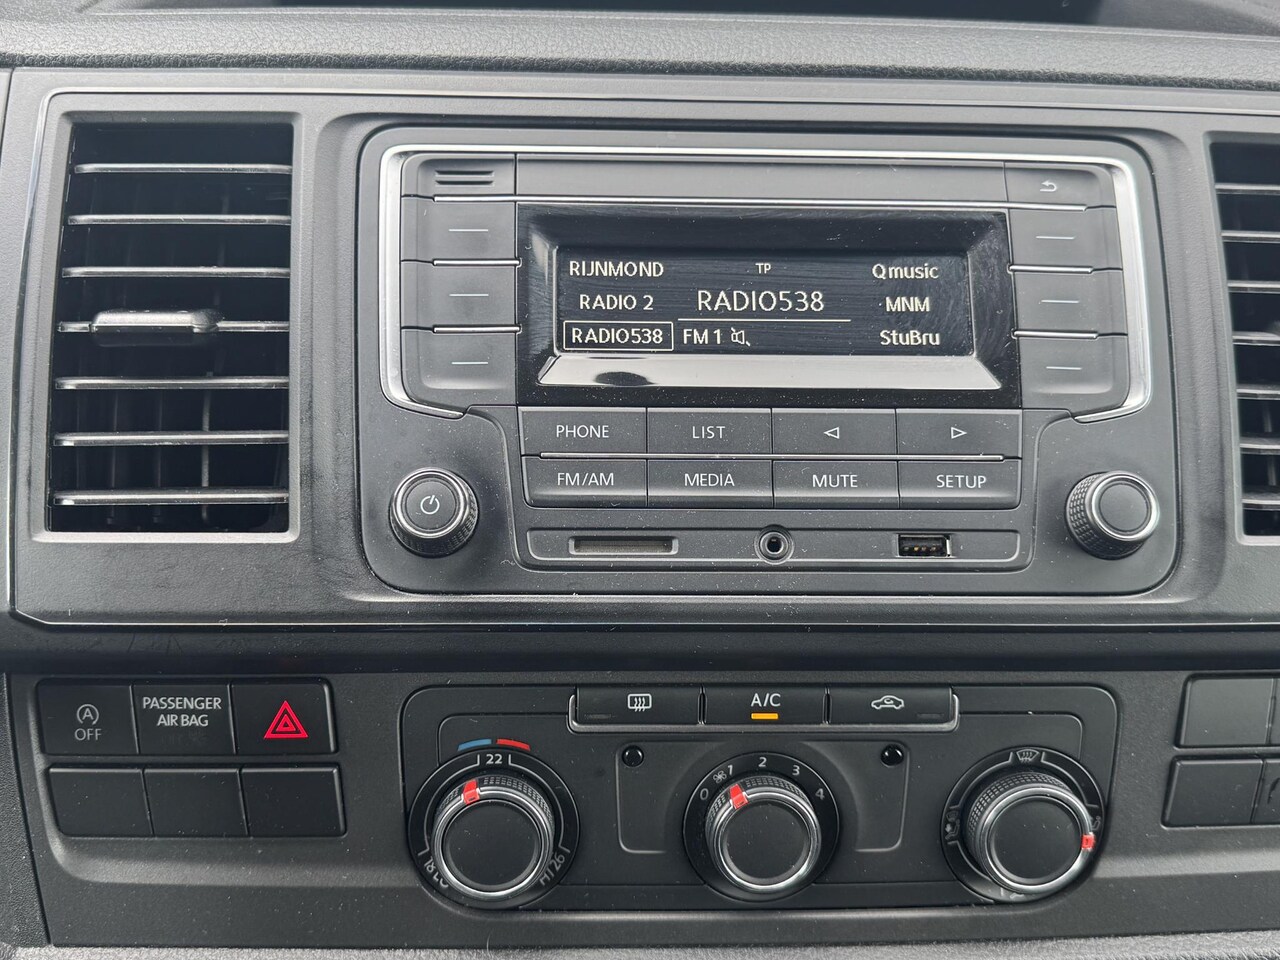 RIJNMOND TP Qmusic
RADIO 2 RADIO538 MNM
RADIO538 FM 1 StuBru
PHONE LIST
FM/AM MEDIA MUTE SETUP
A OFF
PASSENGER
AIR BAG
A/C
22
0 1 2 3 4